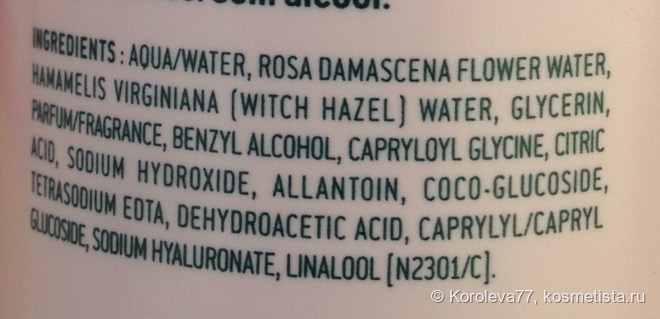 sem álcool.
INGREDIENTS : AQUA/WATER, ROSA DAMASCENA FLOWER WATER,
HAMAMELIS VIRGINIANA (WITCH HAZEL) WATER, GLYCERIN,
PARFUM/FRAGRANCE, BENZYL ALCOHOL, CAPRYLOYL GLYCINE, CITRIC
ACID, SODIUM HYDROXIDE, ALLANTOIN, COCO-GLUCOSIDE,
TETRASODIUM EDTA, DEHYDROACETIC ACID, CAPRYLYL/CAPRYL
GLUCOSIDE, SODIUM HYALURONATE, LINALOOL [N2301/C].
© Koroleva77, kosmetista.ru